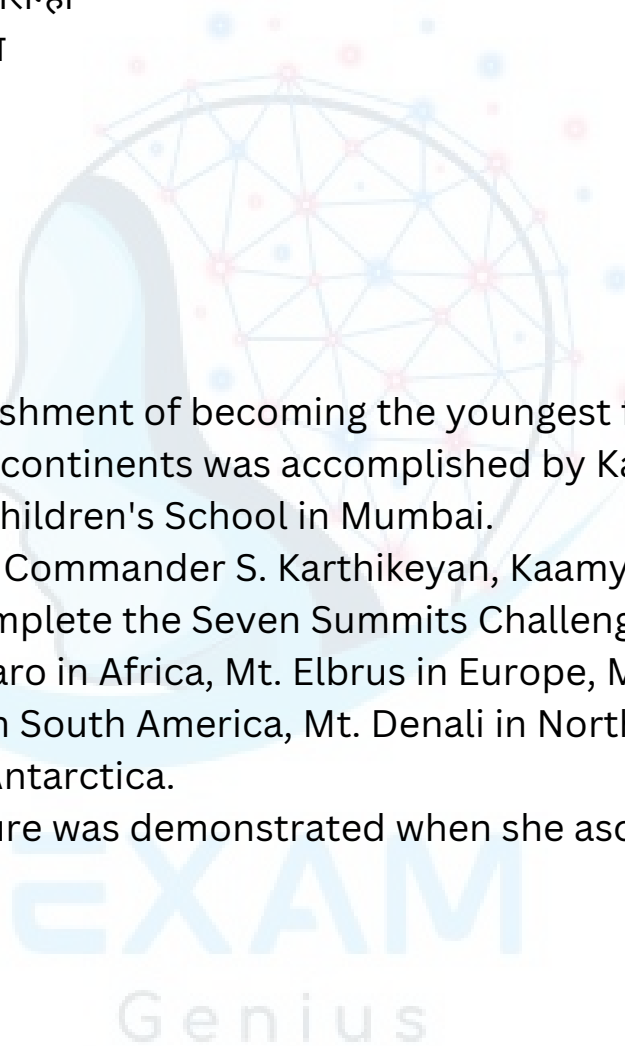 shment of becoming the youngest
continents was accomplished by Ka
hildren's School in Mumbai.
Commander S. Karthikeyan, Kaamy
mplete the Seven Summits Challeng
aro in Africa, Mt. Elbrus in Europe, M
South America, Mt. Denali in North
Antarctica.
ure was demonstrated when she asc
EXAM
Genius